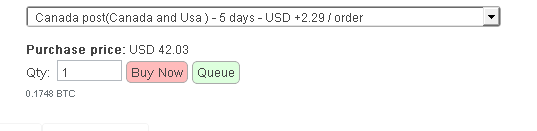 Canada post(Canada and Usa ) - 5 days - USD +2.29 / order
Purchase price: USD 42.03
Qty: 1 Buy Now Queue
0.1748 BTC